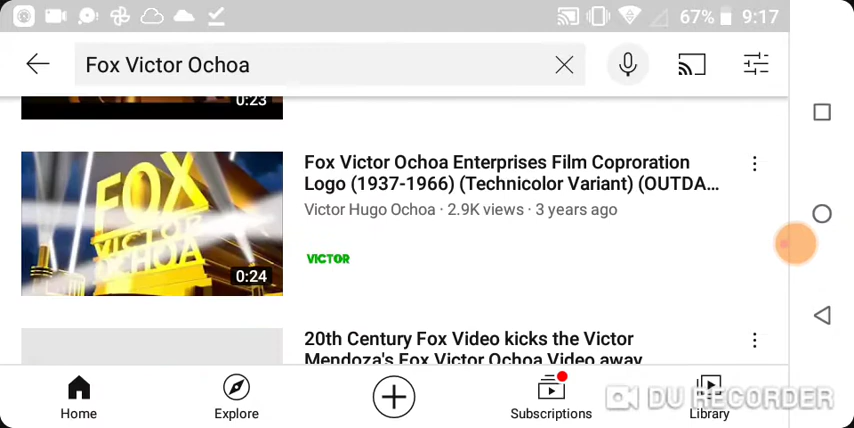 67% 9:17
Fox Victor Ochoa
0:23
FOX
VICTOR
OCHOA
0:24
Fox Victor Ochoa Enterprises Film Coproration
Logo (1937-1966) (Technicolor Variant) (OUTDA...
Victor Hugo Ochoa · 2.9K views · 3 years ago
VICTOR
20th Century Fox Video kicks the Victor
Mendoza's Fox Victor Ochoa Video away
Home Explore Subscriptions Library
DU RECORDER